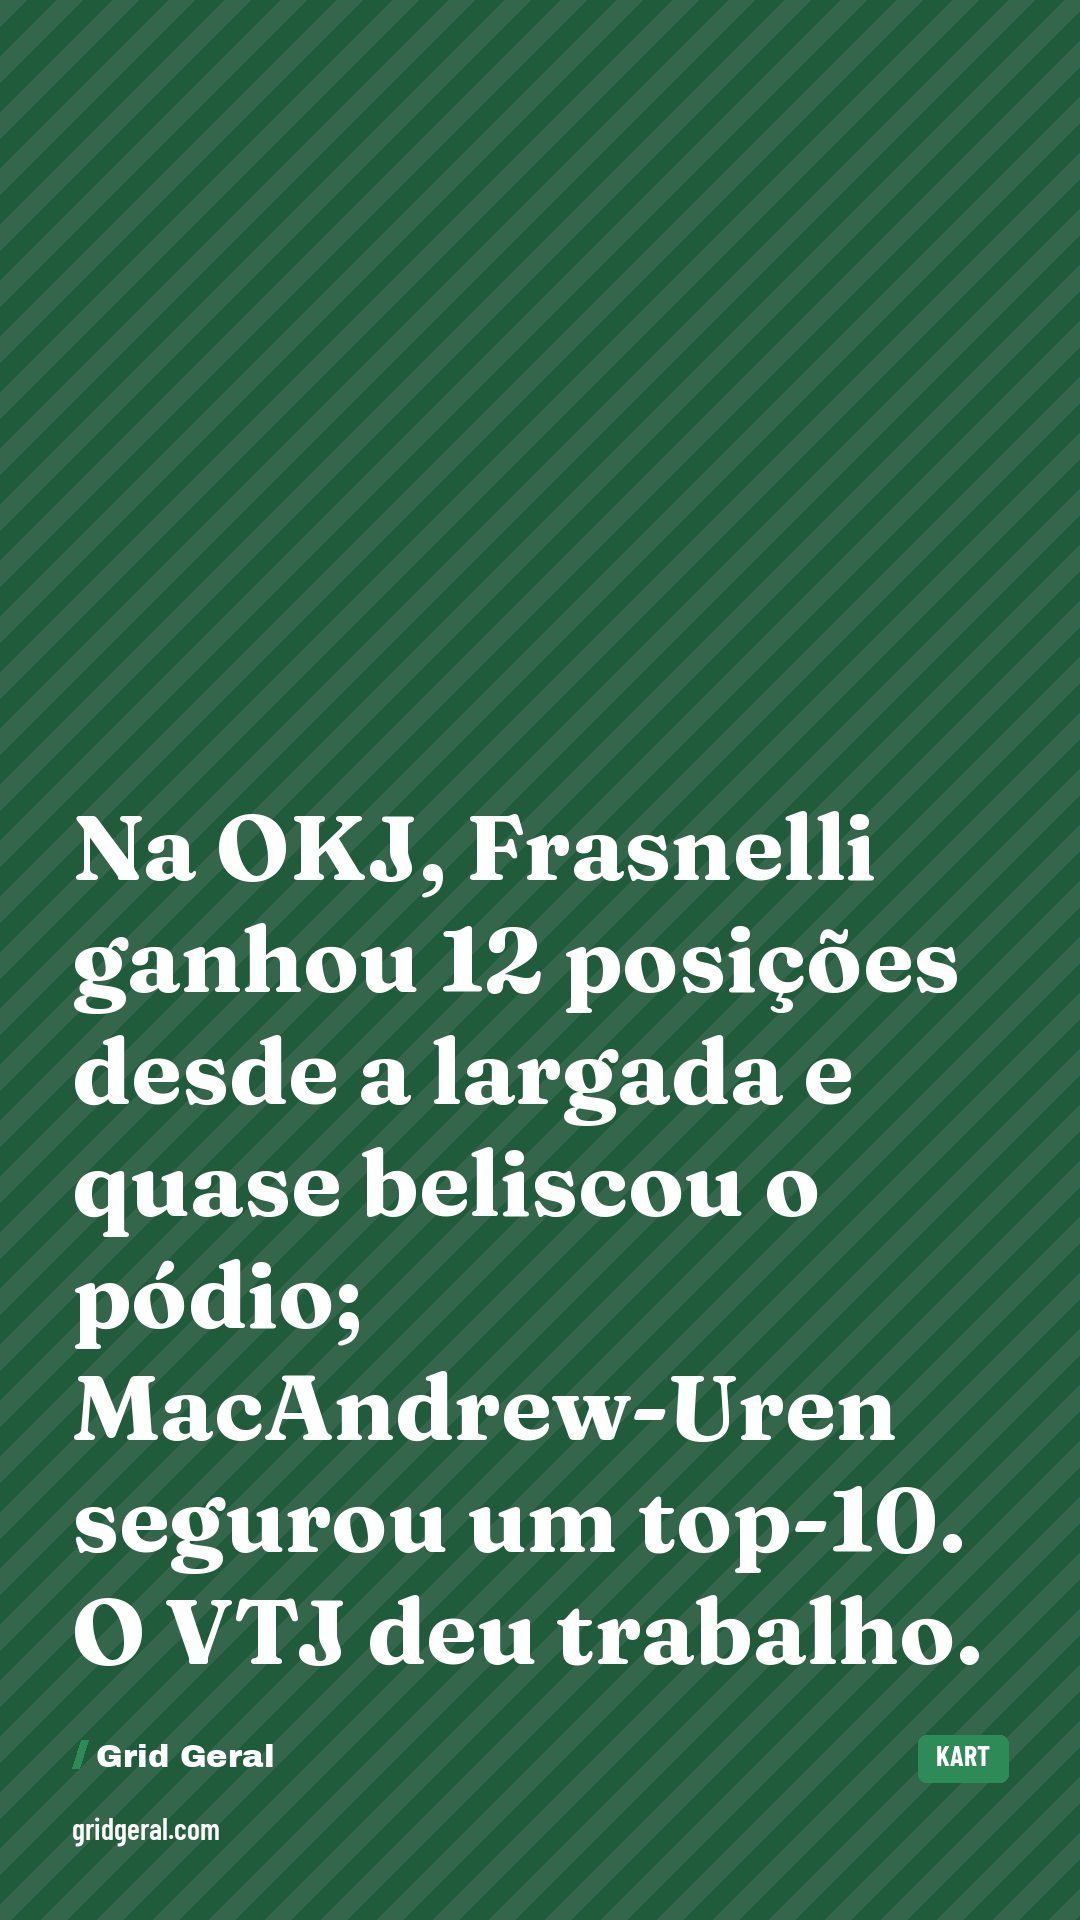 Na OKJ, Frasnelli
ganhou 12 posições
desde a largada e
quase beliscou o
pódio;
MacAndrew-Uren
segurou um top-10.
O VTJ deu trabalho.
/ Grid Geral
KART
gridgeral.com